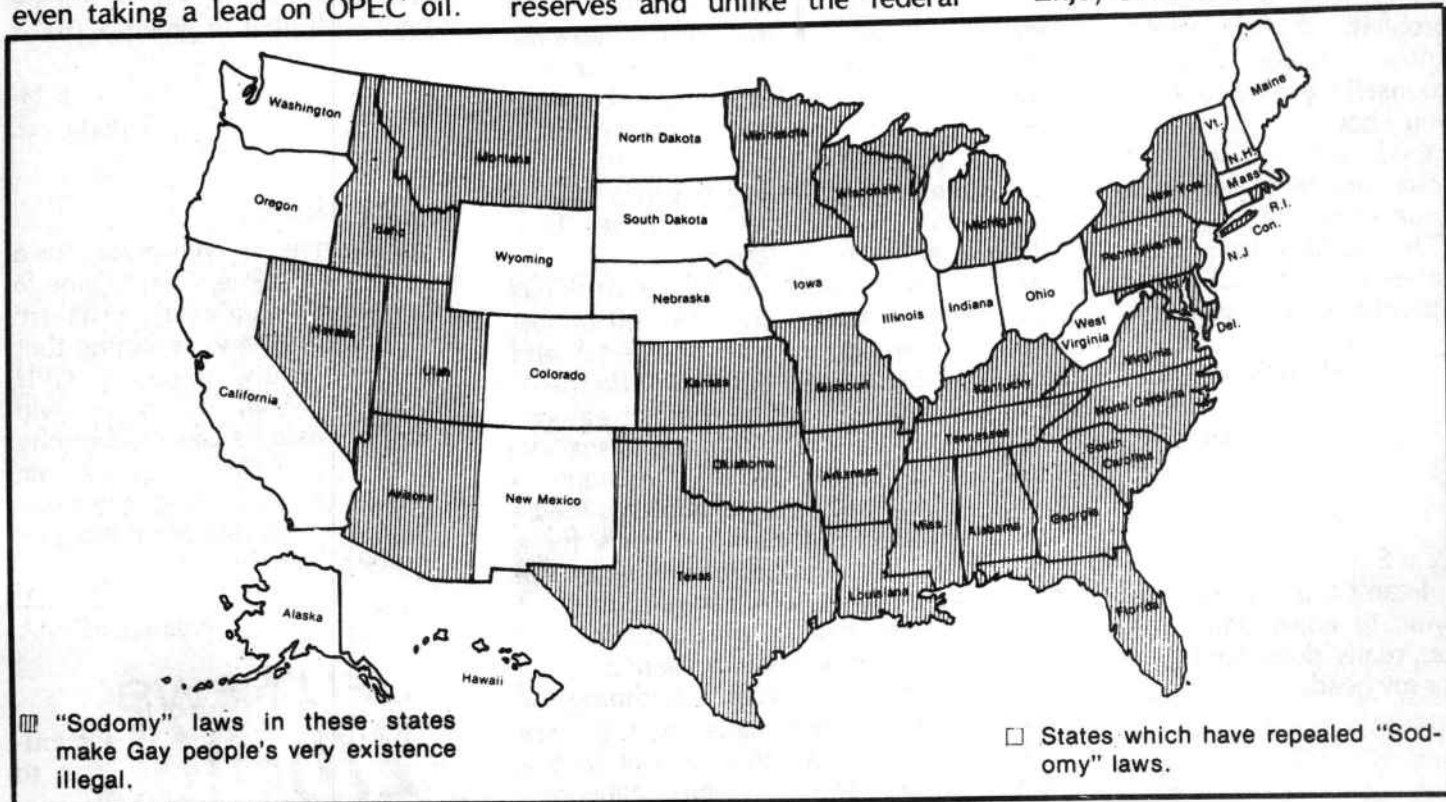 even taking a lead on OPEC oil.
reserves and unlike the federal
Washington
Montana
North Dakota
Minnesota
Maine
Vt.
N.H.
Mass
R.I.
Con.
New York
Oregon
Idaho
Wyoming
South Dakota
Wisconsin
Michigan
Pennsylvania
N.J
Nebraska
Iowa
Illinois
Indiana
Ohio
West
Virginia
Md.
Del.
Virginia
Nevada
Utah
Colorado
Kansas
Missouri
Kentucky
California
Tennessee
North Carolina
South
Carolina
Arizona
New Mexico
Oklahoma
Arkansas
Miss.
Alabama
Georgia
Texas
Louisiana
Florida
Alaska
Hawaii
"Sodomy" laws in these states
make Gay people's very existence
illegal.
States which have repealed "Sod-
omy" laws.